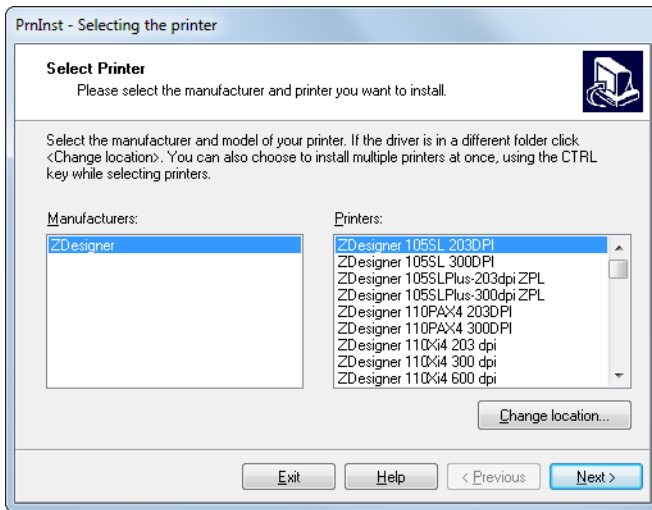 PrnInst - Selecting the printer
Select Printer
Please select the manufacturer and printer you want to install.
Select the manufacturer and model of your printer. If the driver is in a different folder click
<Change location>. You can also choose to install multiple printers at once, using the CTRL
key while selecting printers.
Manufacturers:
ZDesigner
Printers:
ZDesigner 105SL 203DPI
ZDesigner 105SL 300DPI
ZDesigner 105SLPlus-203dpi ZPL
ZDesigner 105SLPlus-300dpi ZPL
ZDesigner 110PAX4 203DPI
ZDesigner 110PAX4 300DPI
ZDesigner 110Xi4 203 dpi
ZDesigner 110Xi4 300 dpi
ZDesigner 110Xi4 600 dpi
Change location...
Exit
Help
< Previous
Next >